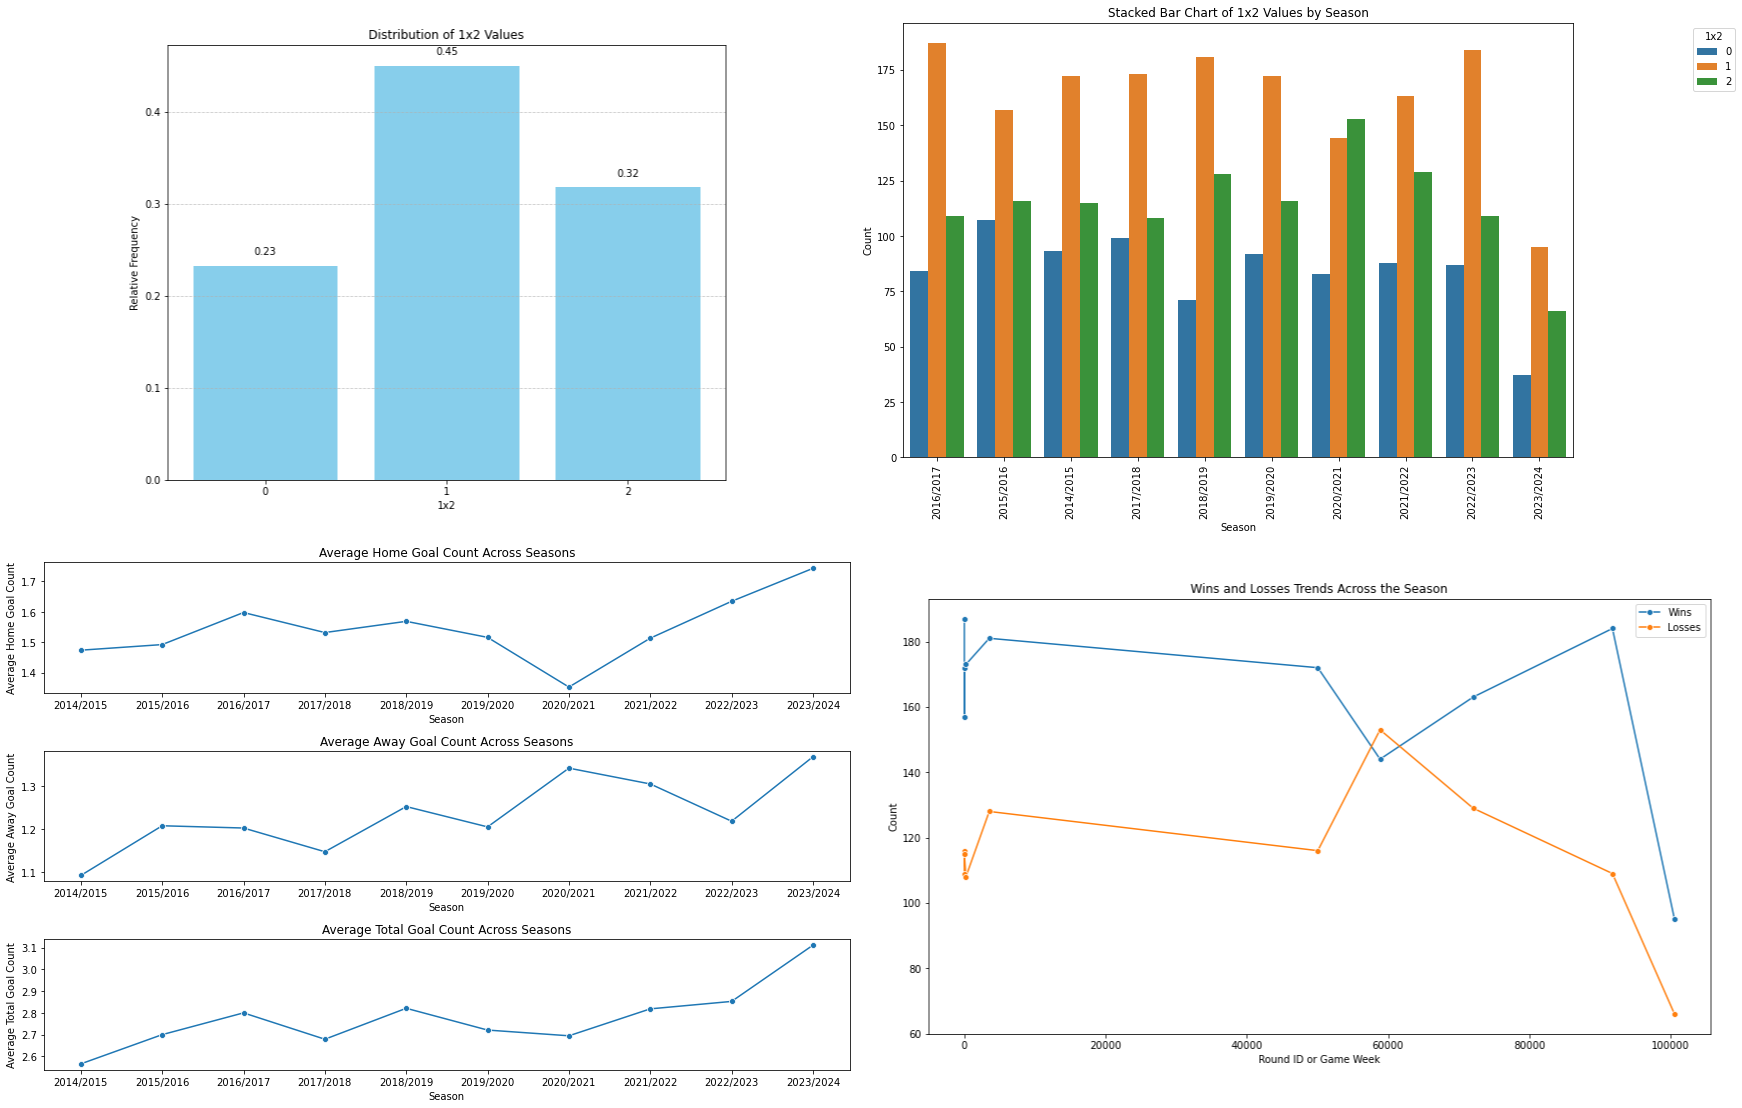 Distribution of 1x2 Values
0.45
0.32
0.23
Relative Frequency
0.4
0.3
0.2
0.1
0.0
0 1 2
1x2
Stacked Bar Chart of 1x2 Values by Season
1x2
0
1
2
Count
175
150
125
100
75
50
25
0
2016/2017 2015/2016 2014/2015 2017/2018 2018/2019 2019/2020 2020/2021 2021/2022 2022/2023 2023/2024
Season
Average Home Goal Count Across Seasons
Average Home Goal Count
1.7
1.6
1.5
1.4
2014/2015 2015/2016 2016/2017 2017/2018 2018/2019 2019/2020 2020/2021 2021/2022 2022/2023 2023/2024
Season
Average Away Goal Count Across Seasons
Average Away Goal Count
1.3
1.2
1.1
2014/2015 2015/2016 2016/2017 2017/2018 2018/2019 2019/2020 2020/2021 2021/2022 2022/2023 2023/2024
Season
Average Total Goal Count Across Seasons
Average Total Goal Count
3.1
3.0
2.9
2.8
2.7
2.6
2014/2015 2015/2016 2016/2017 2017/2018 2018/2019 2019/2020 2020/2021 2021/2022 2022/2023 2023/2024
Season
Wins and Losses Trends Across the Season
Wins
Losses
Count
180
160
140
120
100
80
60
0 20000 40000 60000 80000 100000
Round ID or Game Week